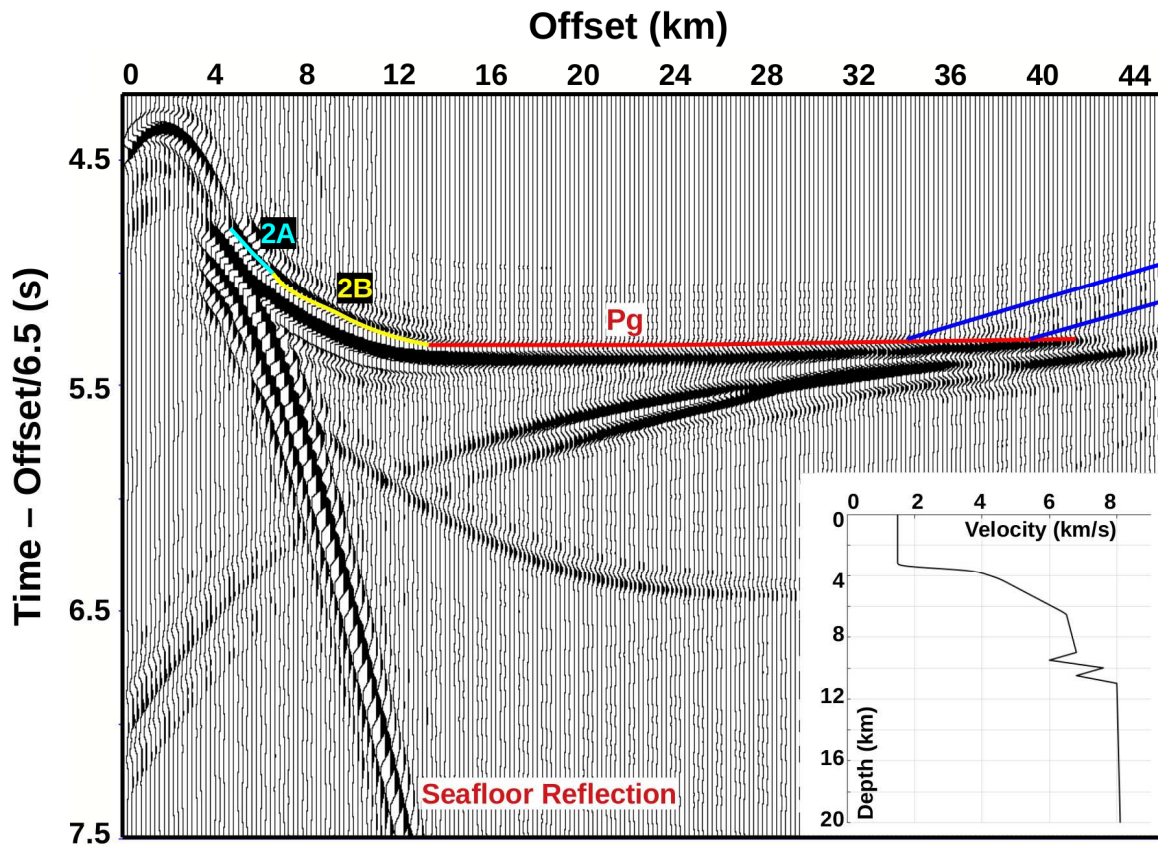 Offset (km)
0 4 8 12 16 20 24 28 32 36 40 44
Time – Offset/6.5 (s)
4.5
5.5
6.5
7.5
2A
2B
Pg
Seafloor Reflection
0 2 4 6 8
Velocity (km/s)
Depth (km)
0
4
8
12
16
20